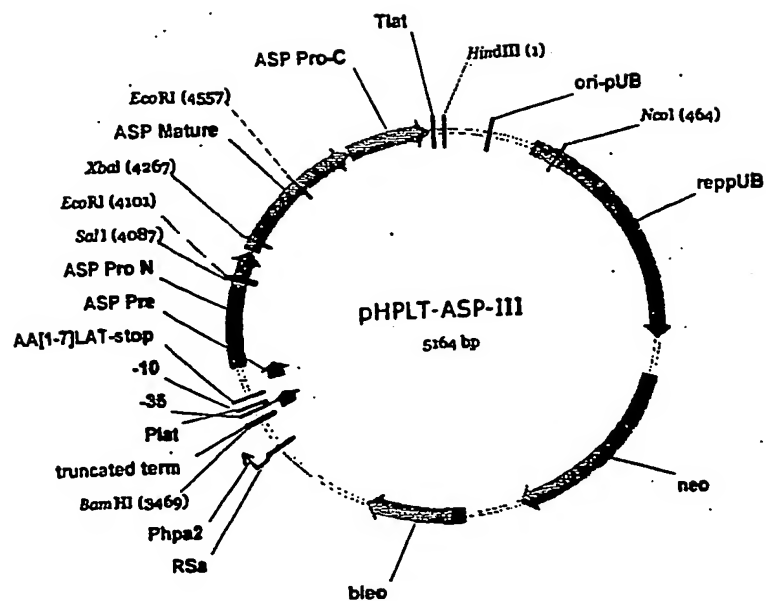 Tlat
HindIII (1)
ASP Pro-C
ori-pUB
EcoRI (4557)
NcoI (464)
ASP Mature
XbaI (4267)
reppUB
EcoRI (4101)
SalI (4087)
ASP Pro N
ASP Pre
pHPLT-ASP-III
5164 bp
AA[1-7]LAT-stop
-10
-35
Plat
truncated term
BamHI (3469)
neo
Phpa2
RSa
bleo